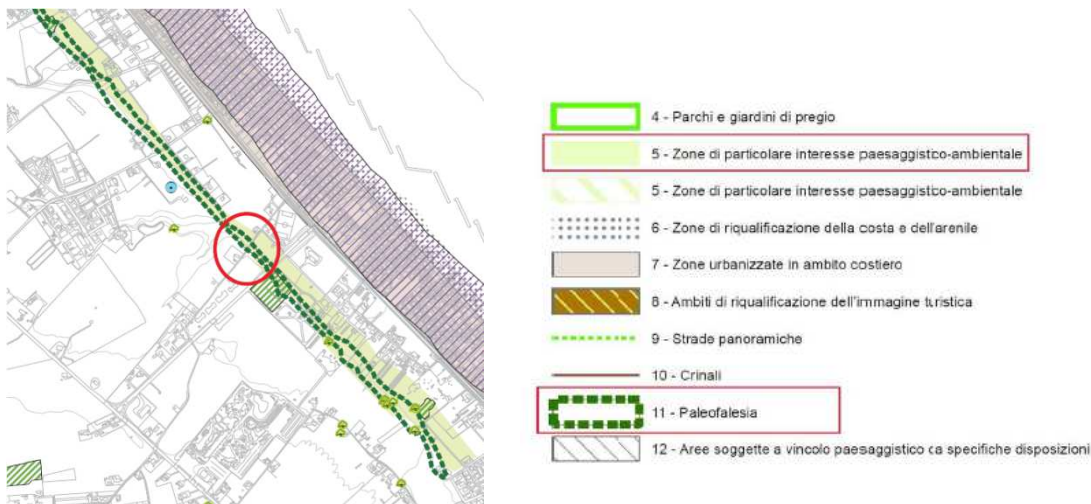 4 - Parchi e giardini di pregio
5 - Zone di particolare interesse paesaggistico-ambientale
5 - Zone di particolare interesse paesaggistico-ambientale
6 - Zone di riqualificazione della costa e dell'arenile
7 - Zone urbanizzate in ambito costiero
8 - Ambiti di riqualificazione dell'immagine turistica
9 - Strade panoramiche
10 - Crinali
11 - Paleofalesia
12 - Aree soggette a vincolo paesaggistico da specifiche disposizioni